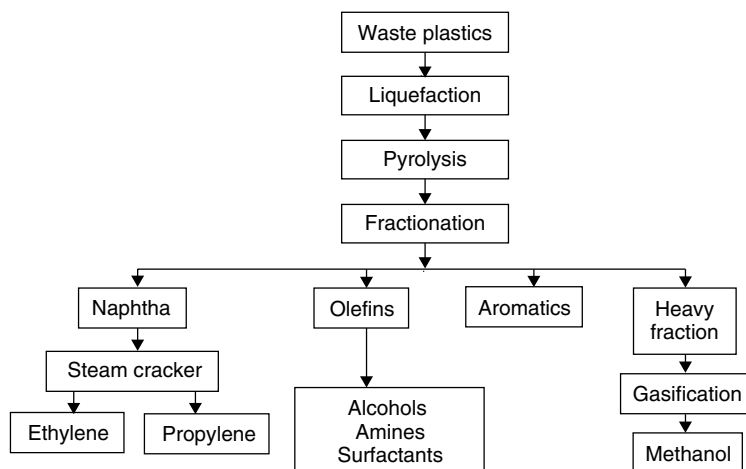 Waste plastics
Liquefaction
Pyrolysis
Fractionation
Naphtha
Olefins
Aromatics
Heavy
fraction
Steam cracker
Gasification
Ethylene
Propylene
Alcohols
Amines
Surfactants
Methanol